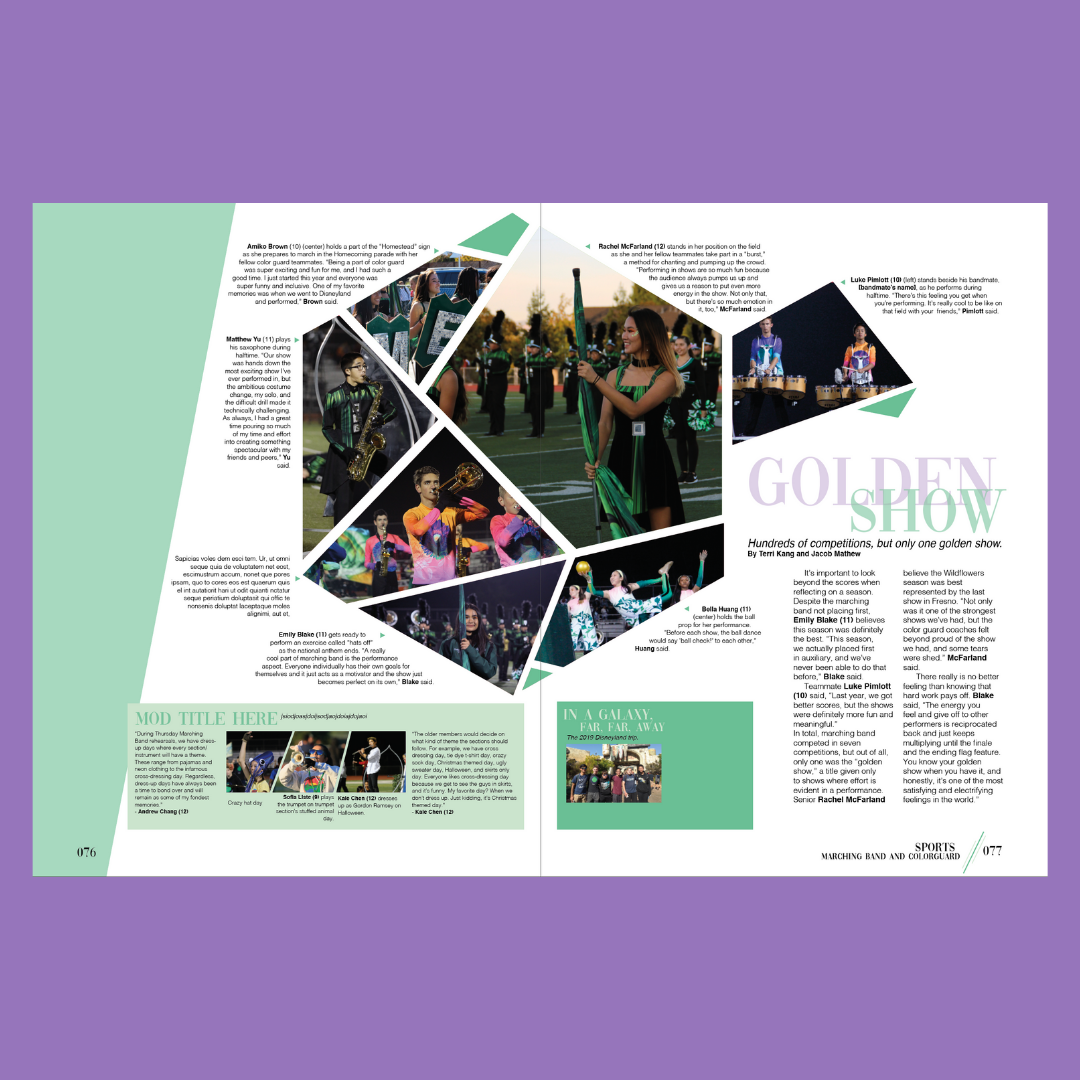 Amiko Brown (10) (center) holds a part of the "Homestead" sign
as she prepares to march in the Homecoming parade with her
fellow color guard teammates. "Being a part of color guard
was super exciting and fun for me, and I had such a
good time. I just started this year and everyone was
super funny and inclusive. One of my favorite
memories was when we went to Disneyland
and performed," Brown said.
Matthew Yu (11) plays
his saxophone during
halftime. "Our show
was hands down the
most exciting show I've
ever performed in, but
the ambitious costume
change, my solo, and
the difficult drill made it
technically challenging.
As always, I had a great
time pouring so much
of my time and effort
into creating something
spectacular with my
friends and peers," Yu
said.
Sapicias voles dem esci tem. Ur, ut omni
seque quia de voluptatem net east,
escimustrum accum, nonet que pores
ipsam, quo to cores eos est quaerum quis
el int autationt hari ut odit quianti natatur
seque periatium doluptasit qui offic te
nonsenis doluptat laceptaque molea
alignimi, aut et,
Emily Blake (11) gets ready to
perform an exercise called "hats off"
as the national anthem ends. "A really
cool part of marching band is the performance
aspect. Everyone individually has their own goals for
themselves and it just acts as a motivator and the show just
becomes perfect on its own," Blake said.
MOD TITLE HERE
"During Thursday Marching
Band rehearsals, we have dress-
up days where every section/
instrument will have a theme.
These range from pajamas and
neon clothing to the infamous
cross-dressing day. Regardless,
dress-up days have always been
a time to bond over and will
remain as some of my fondest
memories."
- Andrew Chang (12)
Crazy hat day
Sofia Liste (9) plays
the trumpet on trumpet
section's stuffed animal
day.
Kale Chen (12) dresses
up as Gordon Ramsey on
Halloween.
"The older members would decide on
what kind of theme the sections should
follow. For example, we have cross
dressing day, tie dye t-shirt day, crazy
sock day, Christmas themed day, ugly
sweater day, Halloween, and skirts only
day. Everyone likes cross-dressing day
because we get to see the guys in skirts,
and it's funny. My favorite day? When we
don't dress up. Just kidding, it's Christmas
themed day."
- Kale Chen (12)
076
Rachel McFarland (12) stands in her position on the field
as she and her fellow teammates take part in a "burst,"
a method for chanting and pumping up the crowd.
"Performing in shows are so much fun because
the audience always pumps us up and
gives us a reason to put even more
energy in the show. Not only that,
but there's so much emotion in
it, too," McFarland said.
Luke Pimlott (10) (left) stands beside his bandmate,
[bandmate's name], as he performs during
halftime. "There's this feeling you get when
you're performing. It's really cool to be like on
that field with your friends," Pimlott said.
M E
Bella Huang (11)
(center) holds the ball
prop for her performance.
"Before each show, the ball dance
would say 'ball check!' to each other,"
Huang said.
GOLDEN
SHOW
Hundreds of competitions, but only one golden show.
By Terri Kang and Jacob Mathew
It's important to look
beyond the scores when
reflecting on a season.
Despite the marching
band not placing first,
Emily Blake (11) believes
this season was definitely
the best. "This season,
we actually placed first
in auxiliary, and we've
never been able to do that
before," Blake said.
Teammate Luke Pimlott
(10) said, "Last year, we got
better scores, but the shows
were definitely more fun and
meaningful."
In total, marching band
competed in seven
competitions, but out of all,
only one was the "golden
show," a title given only
to shows where effort is
evident in a performance.
Senior Rachel McFarland
believe the Wildflowers
season was best
represented by the last
show in Fresno. "Not only
was it one of the strongest
shows we've had, but the
color guard coaches felt
beyond proud of the show
we had, and some tears
were shed." McFarland
said.
There really is no better
feeling than knowing that
hard work pays off. Blake
said, "The energy you
feel and give off to other
performers is reciprocated
back and just keeps
multiplying until the finale
and the ending flag feature.
You know your golden
show when you have it, and
honestly, it's one of the most
satisfying and electrifying
feelings in the world."
IN A GALAXY,
FAR, FAR, AWAY
The 2019 Disneyland trip.
SPORTS
MARCHING BAND AND COLORGUARD
077